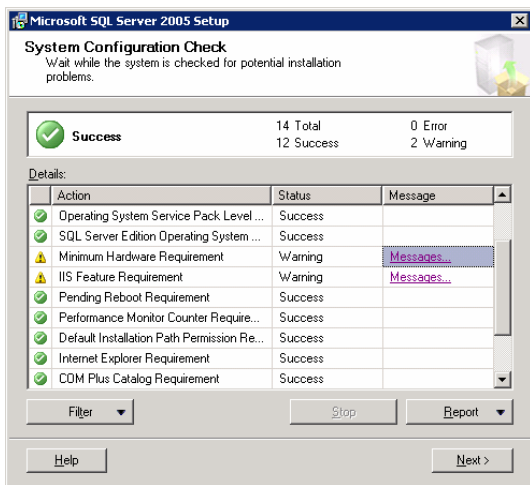 Microsoft SQL Server 2005 Setup
System Configuration Check
Wait while the system is checked for potential installation
problems.
Success
14 Total
0 Error
12 Success
2 Warning
Details:
Action Status Message
Operating System Service Pack Level ... Success
SQL Server Edition Operating System ... Success
Minimum Hardware Requirement Warning Messages...
IIS Feature Requirement Warning Messages...
Pending Reboot Requirement Success
Performance Monitor Counter Require... Success
Default Installation Path Permission Re... Success
Internet Explorer Requirement Success
COM Plus Catalog Requirement Success
Filter Stop Report
Help Next >